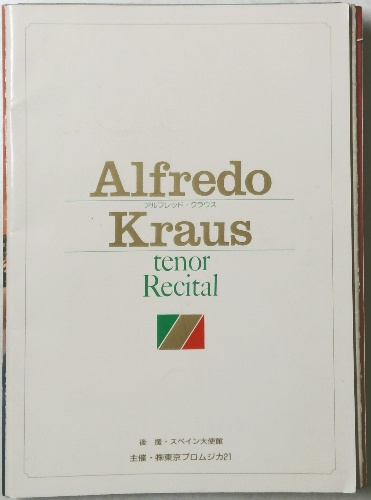 Alfredo
アルフレッド・クラウス
Kraus
tenor
Recital
後　援・スペイン大使館
主催・㈱東京プロムジカ21